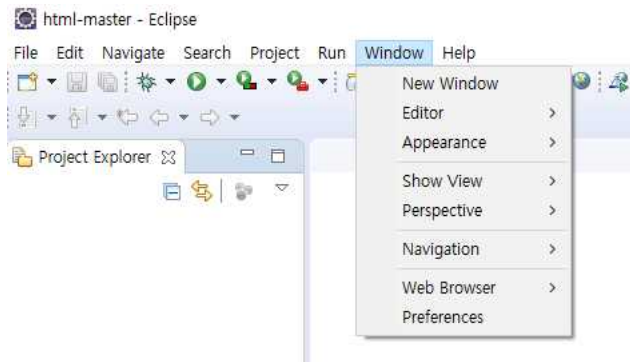 html-master - Eclipse
File Edit Navigate Search Project Run Window Help
New Window
Editor
Appearance
Project Explorer
Show View
Perspective
Navigation
Web Browser
Preferences